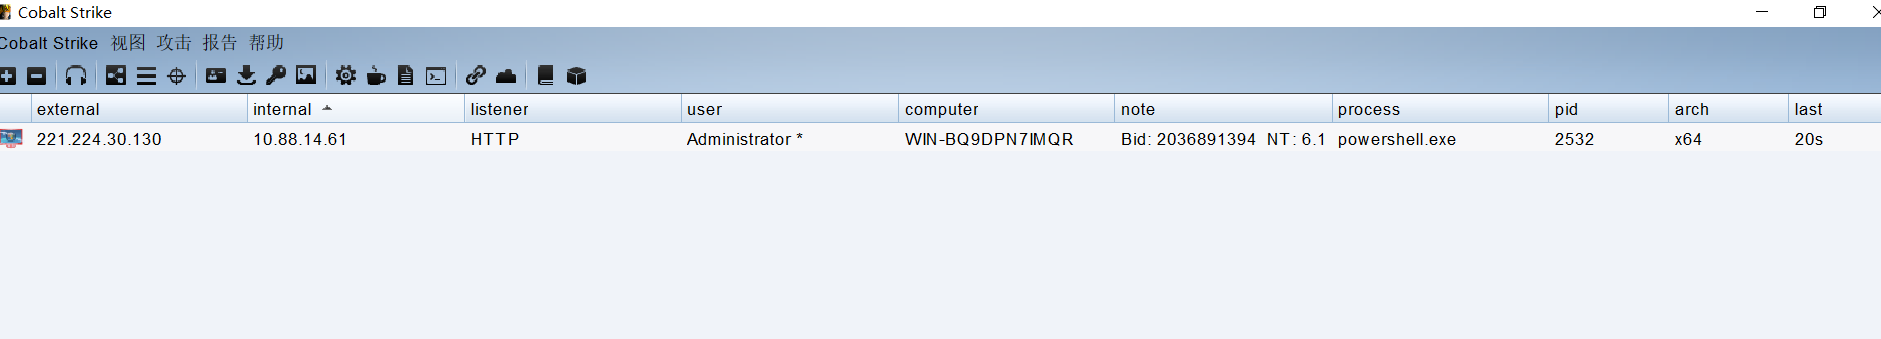 Cobalt Strike
Cobalt Strike 视图 攻击 报告 帮助
external internal listener user computer note process pid arch last
221.224.30.130 10.88.14.61 HTTP Administrator * WIN-BQ9DPN7IMQR Bid: 2036891394 NT: 6.1 powershell.exe 2532 x64 20s